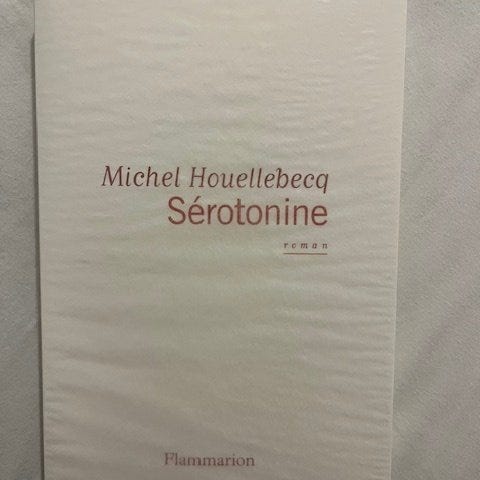 Michel Houellebecq
Sérotonine
roman
Flammarion